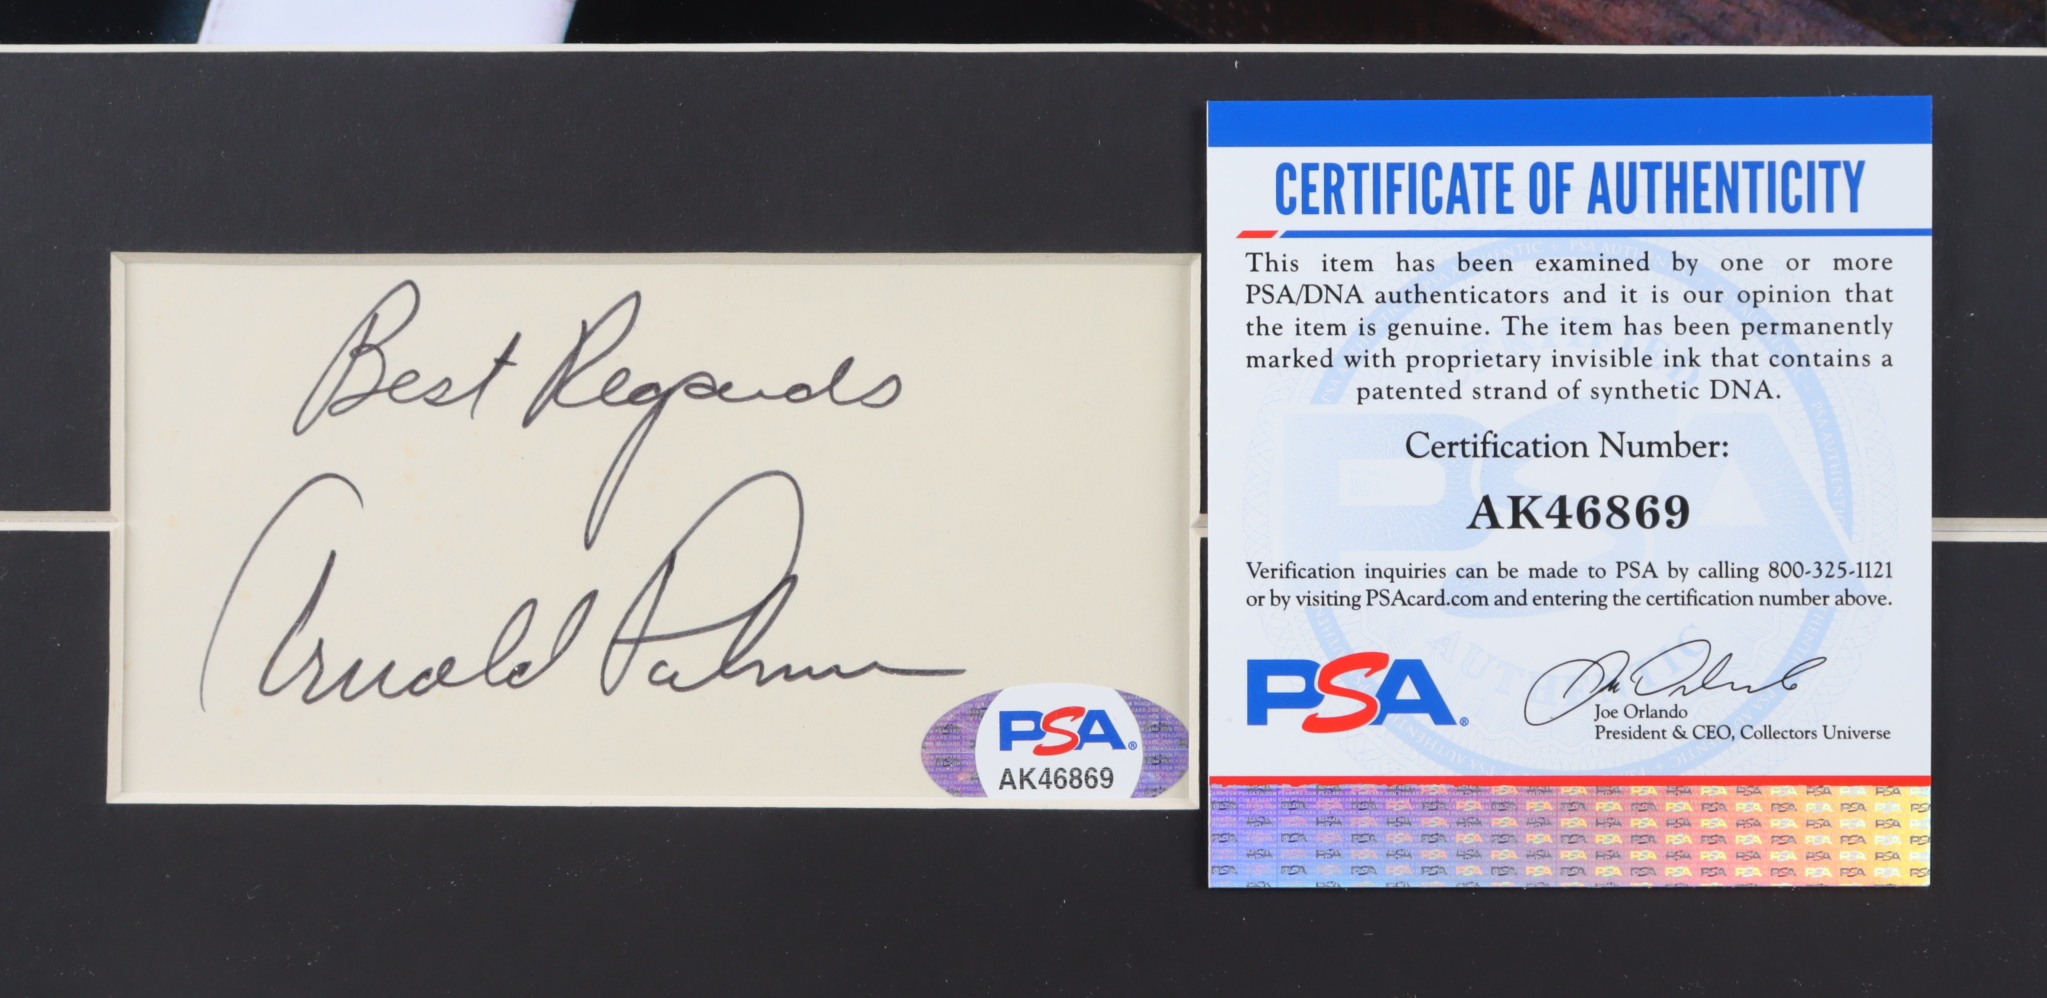 Best Regards
Arnold Palmer
PSA®
AK46869
CERTIFICATE OF AUTHENTICITY
This item has been examined by one or more
PSA/DNA authenticators and it is our opinion that
the item is genuine. The item has been permanently
marked with proprietary invisible ink that contains a
patented strand of synthetic DNA.
Certification Number:
AK46869
Verification inquiries can be made to PSA by calling 800-325-1121
or by visiting PSAcard.com and entering the certification number above.
PSA®
Joe Orlando
Joe Orlando
President & CEO, Collectors Universe